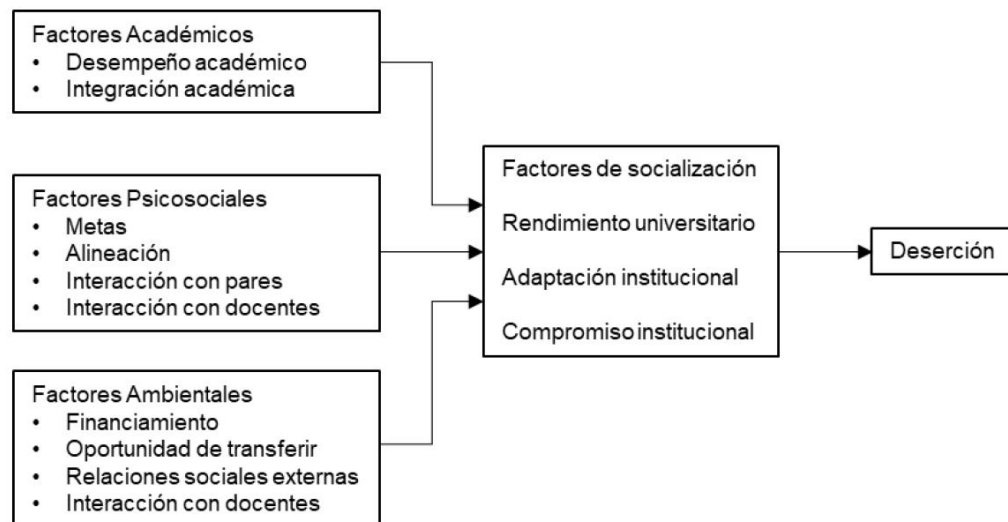 Factores Académicos
• Desempeño académico
• Integración académica
Factores Psicosociales
• Metas
• Alineación
• Interacción con pares
• Interacción con docentes
Factores Ambientales
• Financiamiento
• Oportunidad de transferir
• Relaciones sociales externas
• Interacción con docentes
Factores de socialización
Rendimiento universitario
Adaptación institucional
Compromiso institucional
Deserción